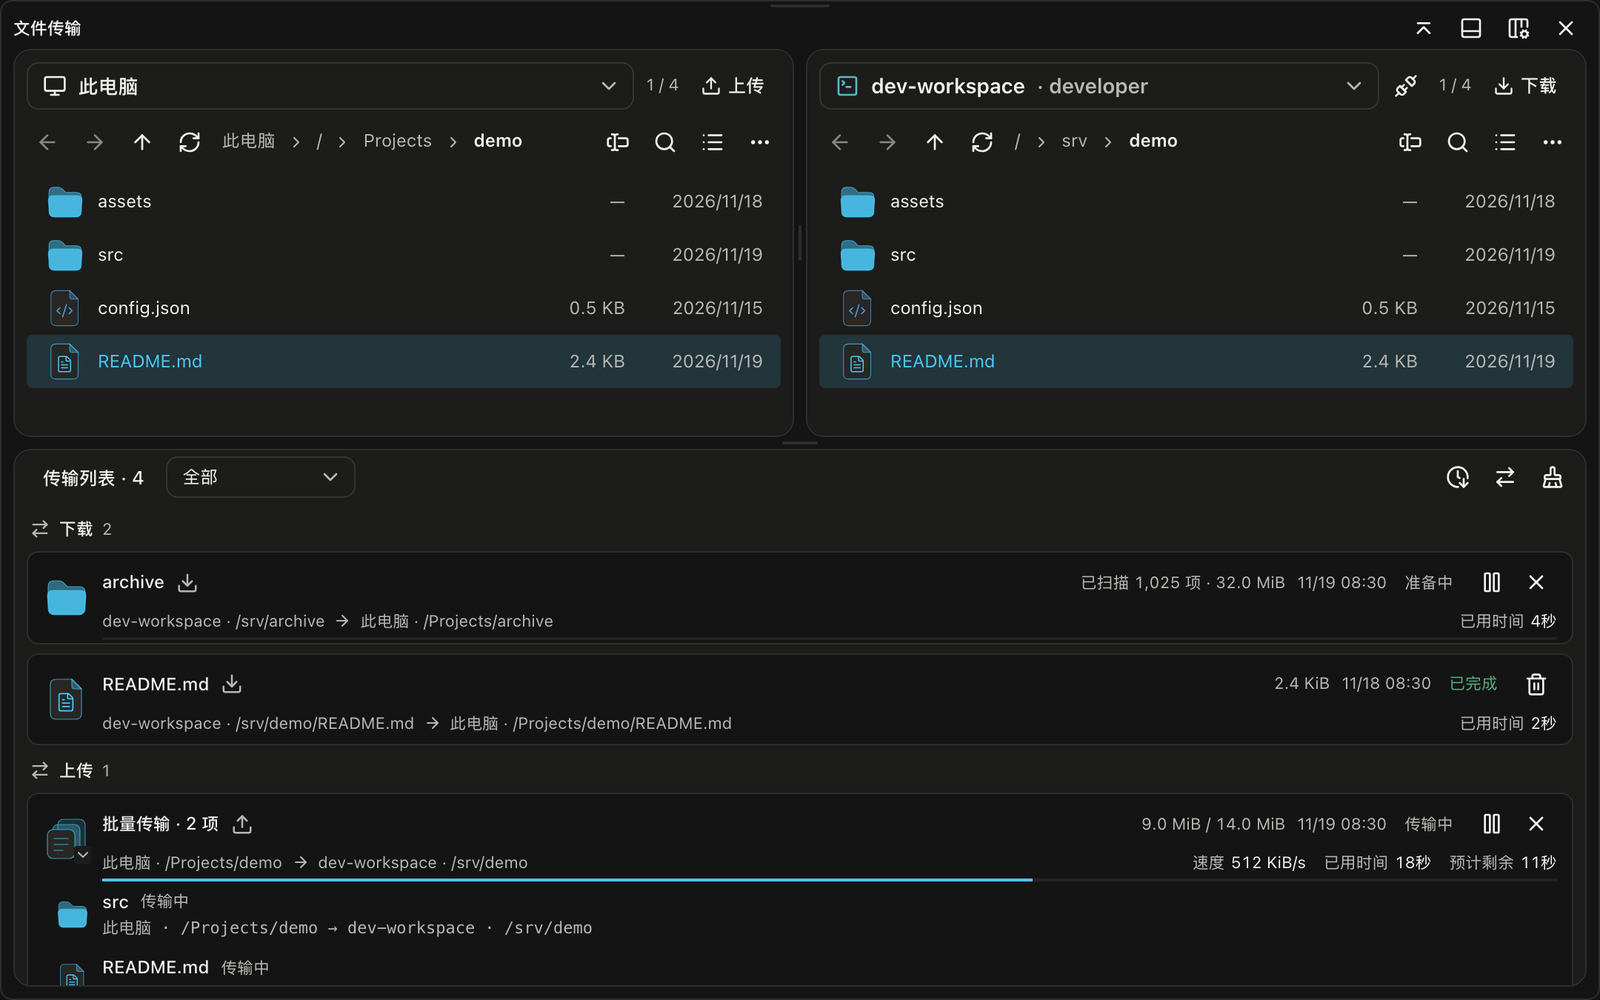 文件传输
此电脑
1 / 4
上传
此电脑 › / › Projects › demo
assets — 2026/11/18
src — 2026/11/19
config.json 0.5 KB 2026/11/15
README.md 2.4 KB 2026/11/19
dev-workspace · developer
1 / 4
下载
/ › srv › demo
assets — 2026/11/18
src — 2026/11/19
config.json 0.5 KB 2026/11/15
README.md 2.4 KB 2026/11/19
传输列表 · 4
全部
下载 2
archive 已扫描 1,025 项 · 32.0 MiB 11/19 08:30 准备中
dev-workspace · /srv/archive → 此电脑 · /Projects/archive 已用时间 4秒
README.md 2.4 KiB 11/18 08:30 已完成
dev-workspace · /srv/demo/README.md → 此电脑 · /Projects/demo/README.md 已用时间 2秒
上传 1
批量传输 · 2 项 9.0 MiB / 14.0 MiB 11/19 08:30 传输中
此电脑 · /Projects/demo → dev-workspace · /srv/demo 速度 512 KiB/s 已用时间 18秒 预计剩余 11秒
src 传输中
此电脑 · /Projects/demo → dev-workspace · /srv/demo
README.md 传输中